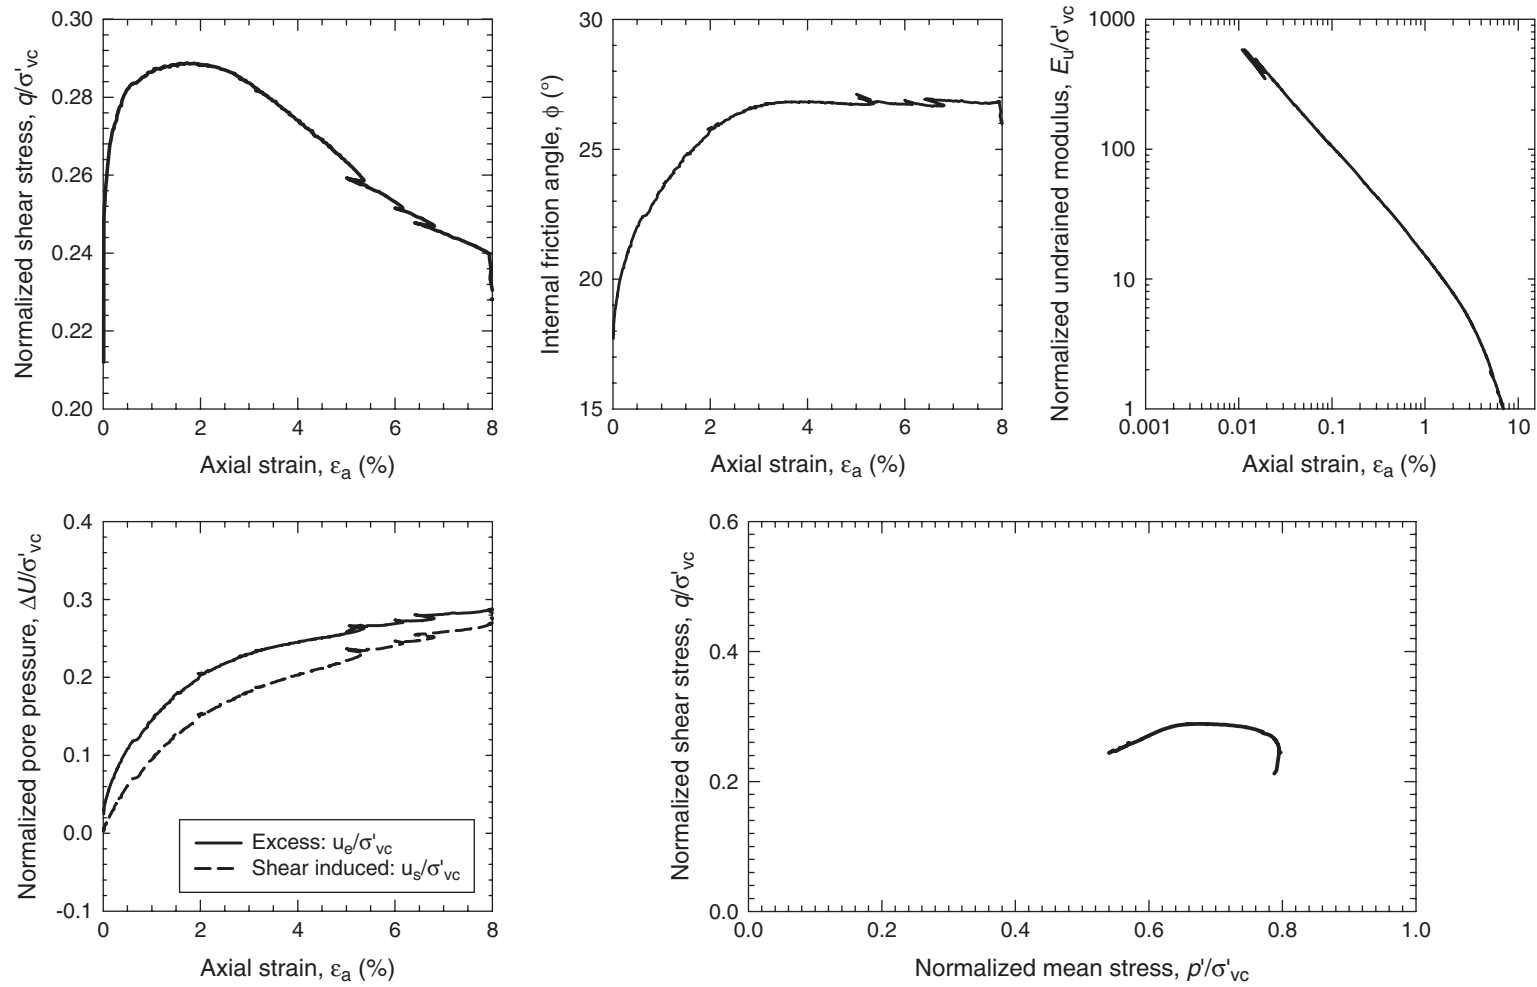 Normalized shear stress, q/σ'vc
0.30
0.28
0.26
0.24
0.22
0.20
0 2 4 6 8
Axial strain, εa (%)
Internal friction angle, ϕ (°)
30
25
20
15
0 2 4 6 8
Axial strain, εa (%)
Normalized undrained modulus, Eu/σ'vc
1000
100
10
1
0.001 0.01 0.1 1 10
Axial strain, εa (%)
Normalized pore pressure, ΔU/σ'vc
0.4
0.3
0.2
0.1
0.0
-0.1
Excess: ue/σ'vc
Shear induced: us/σ'vc
0 2 4 6 8
Axial strain, εa (%)
Normalized shear stress, q/σ'vc
0.6
0.4
0.2
0.0
0.0 0.2 0.4 0.6 0.8 1.0
Normalized mean stress, p'/σ'vc